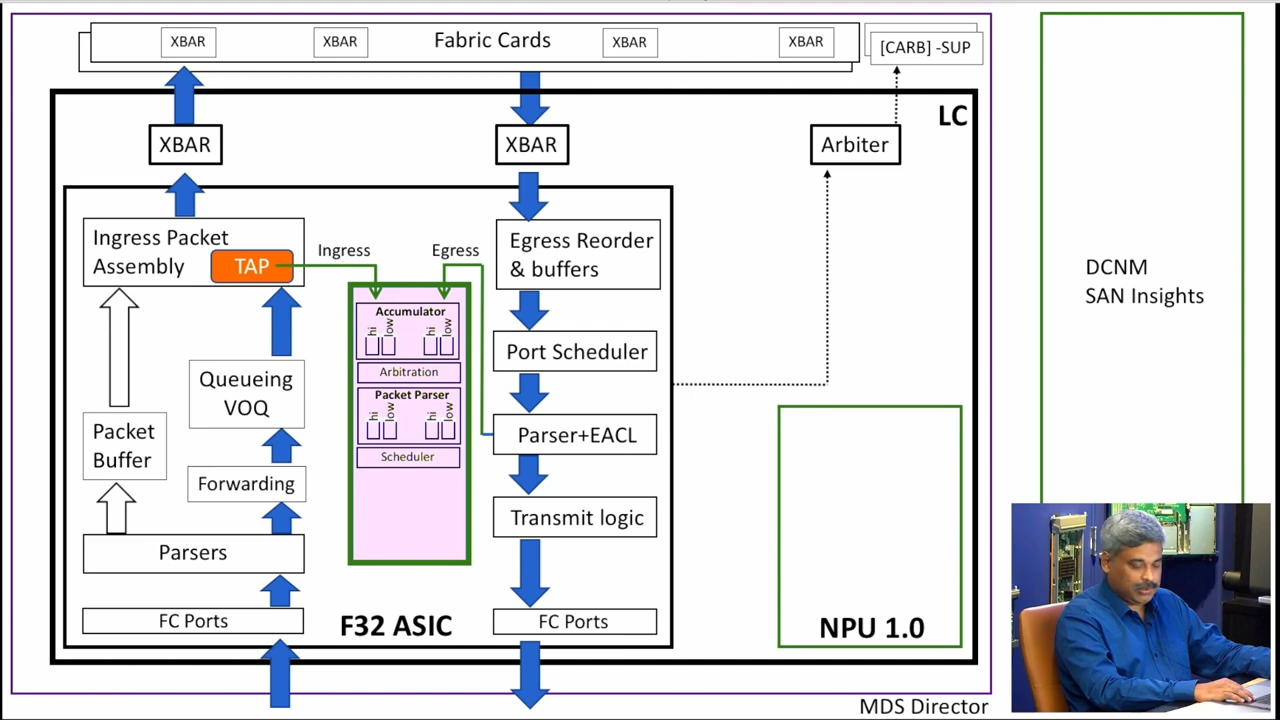 XBAR
XBAR
Fabric Cards
XBAR
XBAR
[CARB] -SUP
LC
XBAR
XBAR
Arbiter
Ingress Packet
Assembly
TAP
Ingress
Egress
Egress Reorder
& buffers
DCNM
SAN Insights
Accumulator
hi
low
hi
low
Arbitration
Packet Parser
hi
low
hi
low
Scheduler
Port Scheduler
Queueing
VOQ
Packet
Buffer
Parser+EACL
Forwarding
Transmit logic
Parsers
FC Ports
F32 ASIC
FC Ports
NPU 1.0
MDS Director